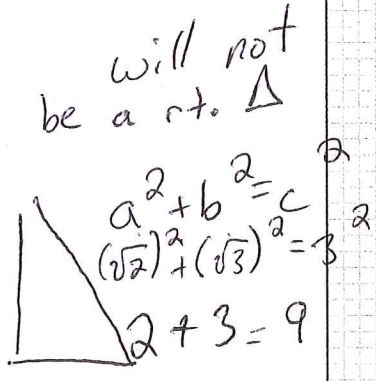 will not
be a rt. Δ
a² + b² = c²
(√2)² + (√3)² = 3²
2 + 3 = 9